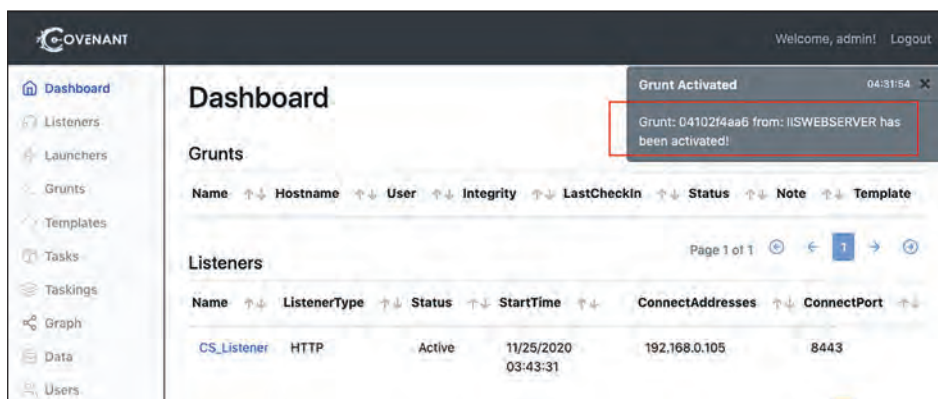 COVENANT
Welcome, admin! Logout
Dashboard
Listeners
Launchers
Grunts
Templates
Tasks
Taskings
Graph
Data
Users
Dashboard
Grunt Activated 04:31:54
Grunt: 04102f4aa6 from: IISWEBSERVER has
been activated!
Grunts
Name Hostname User Integrity LastCheckIn Status Note Template
Page 1 of 1 1
Listeners
Name ListenerType Status StartTime ConnectAddresses ConnectPort
CS_Listener HTTP Active 11/25/2020 192.168.0.105 8443
03:43:31